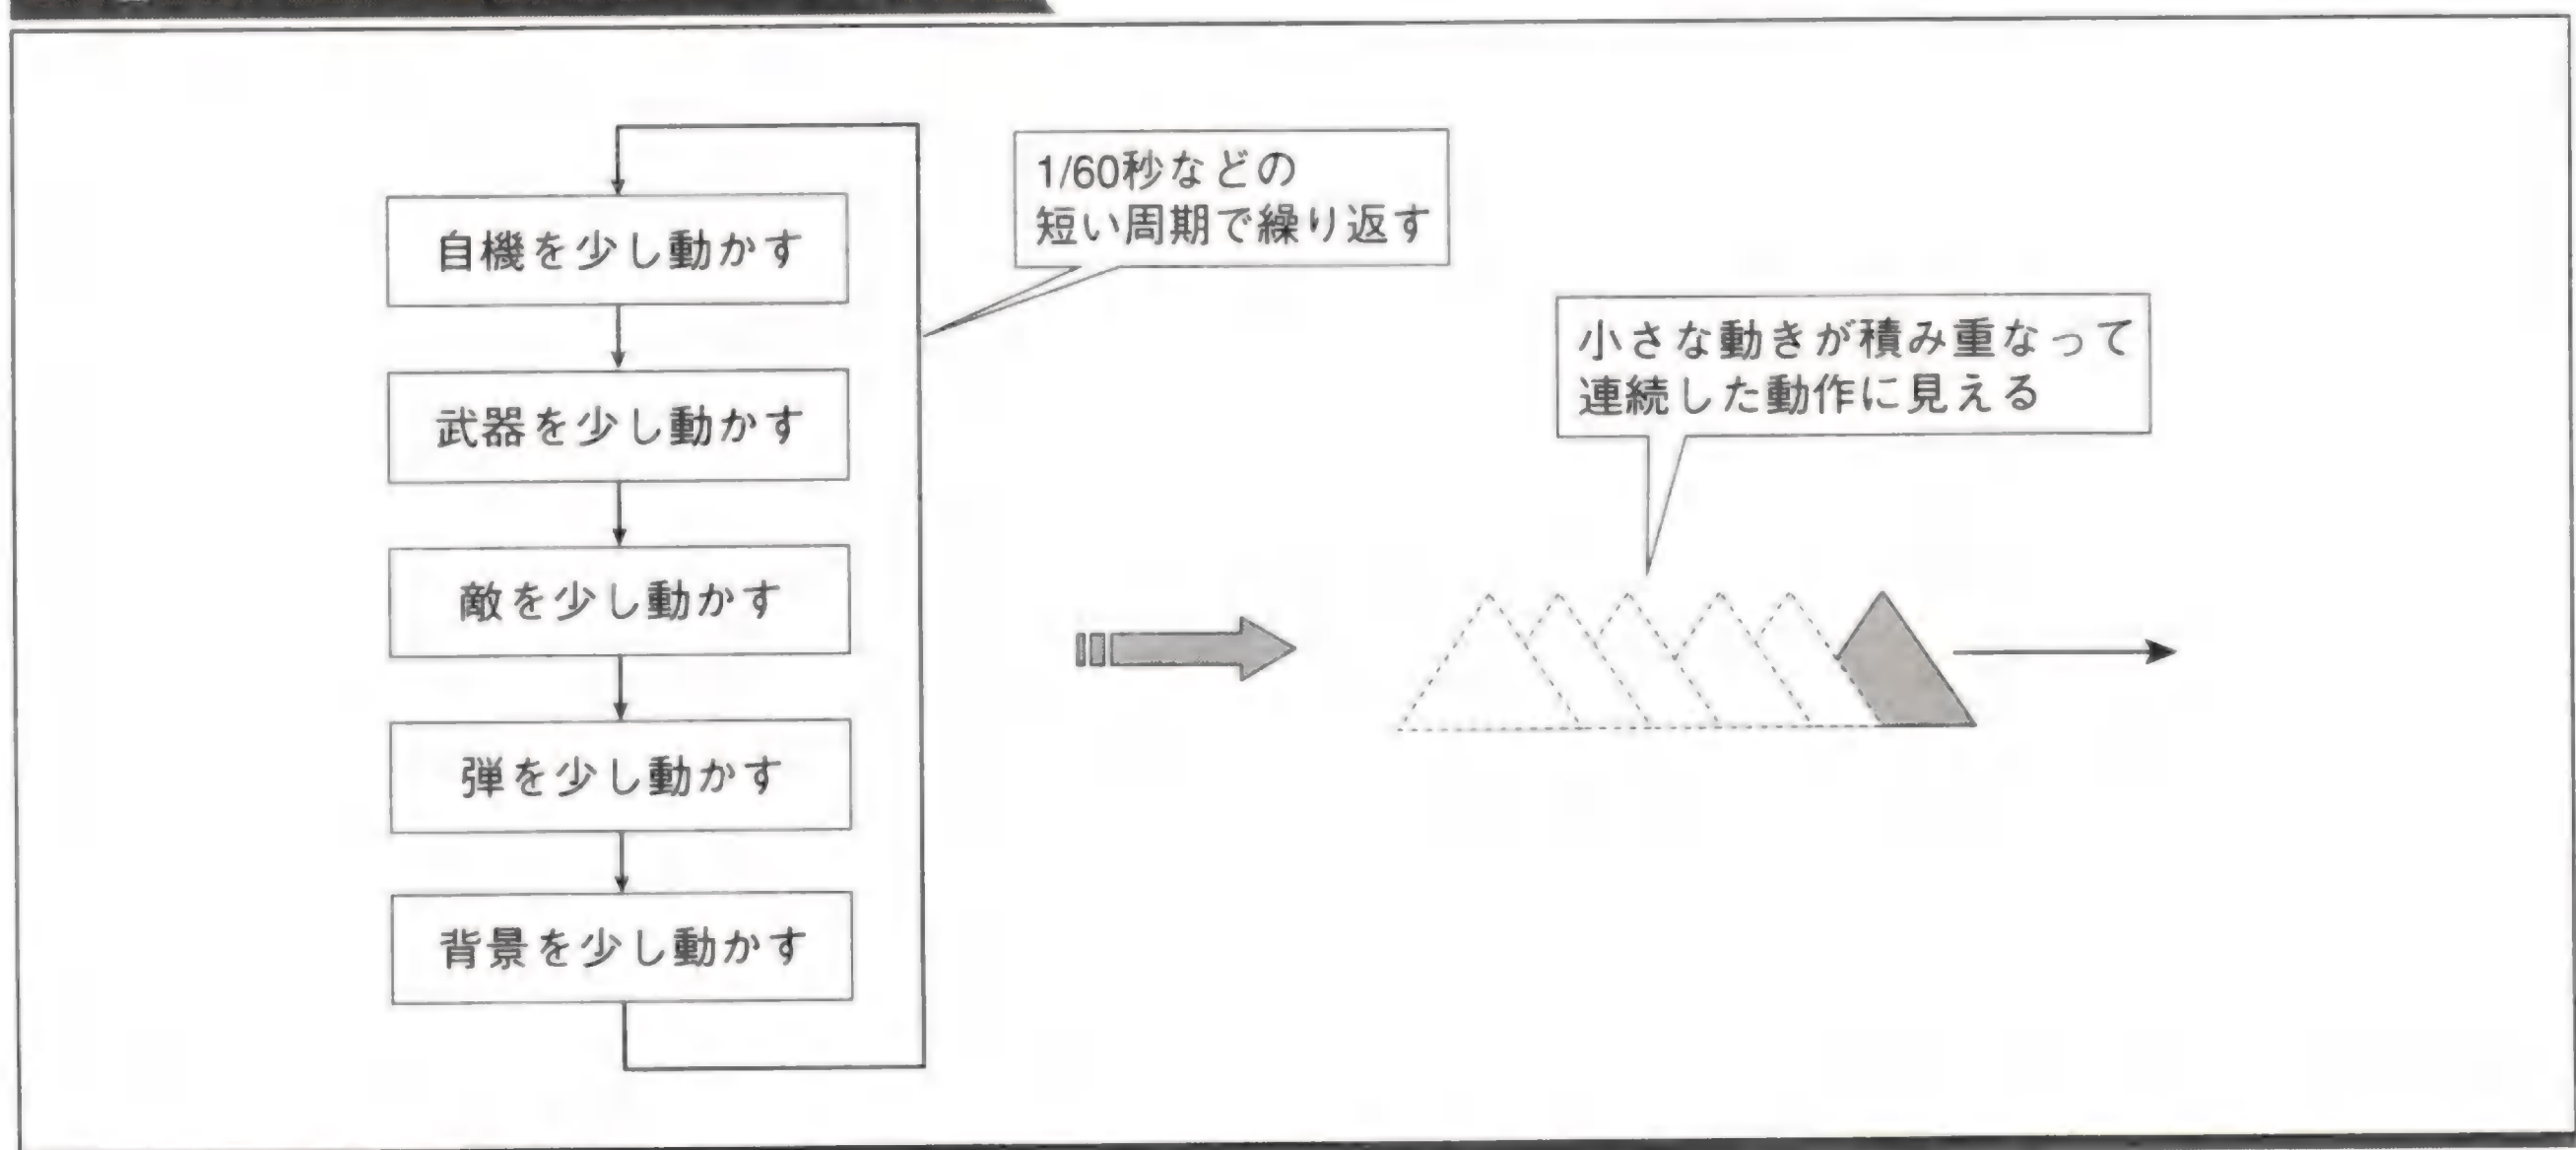 自機を少し動かす
武器を少し動かす
敵を少し動かす
弾を少し動かす
背景を少し動かす
1/60秒などの
短い周期で繰り返す
小さな動きが積み重なって
連続した動作に見える